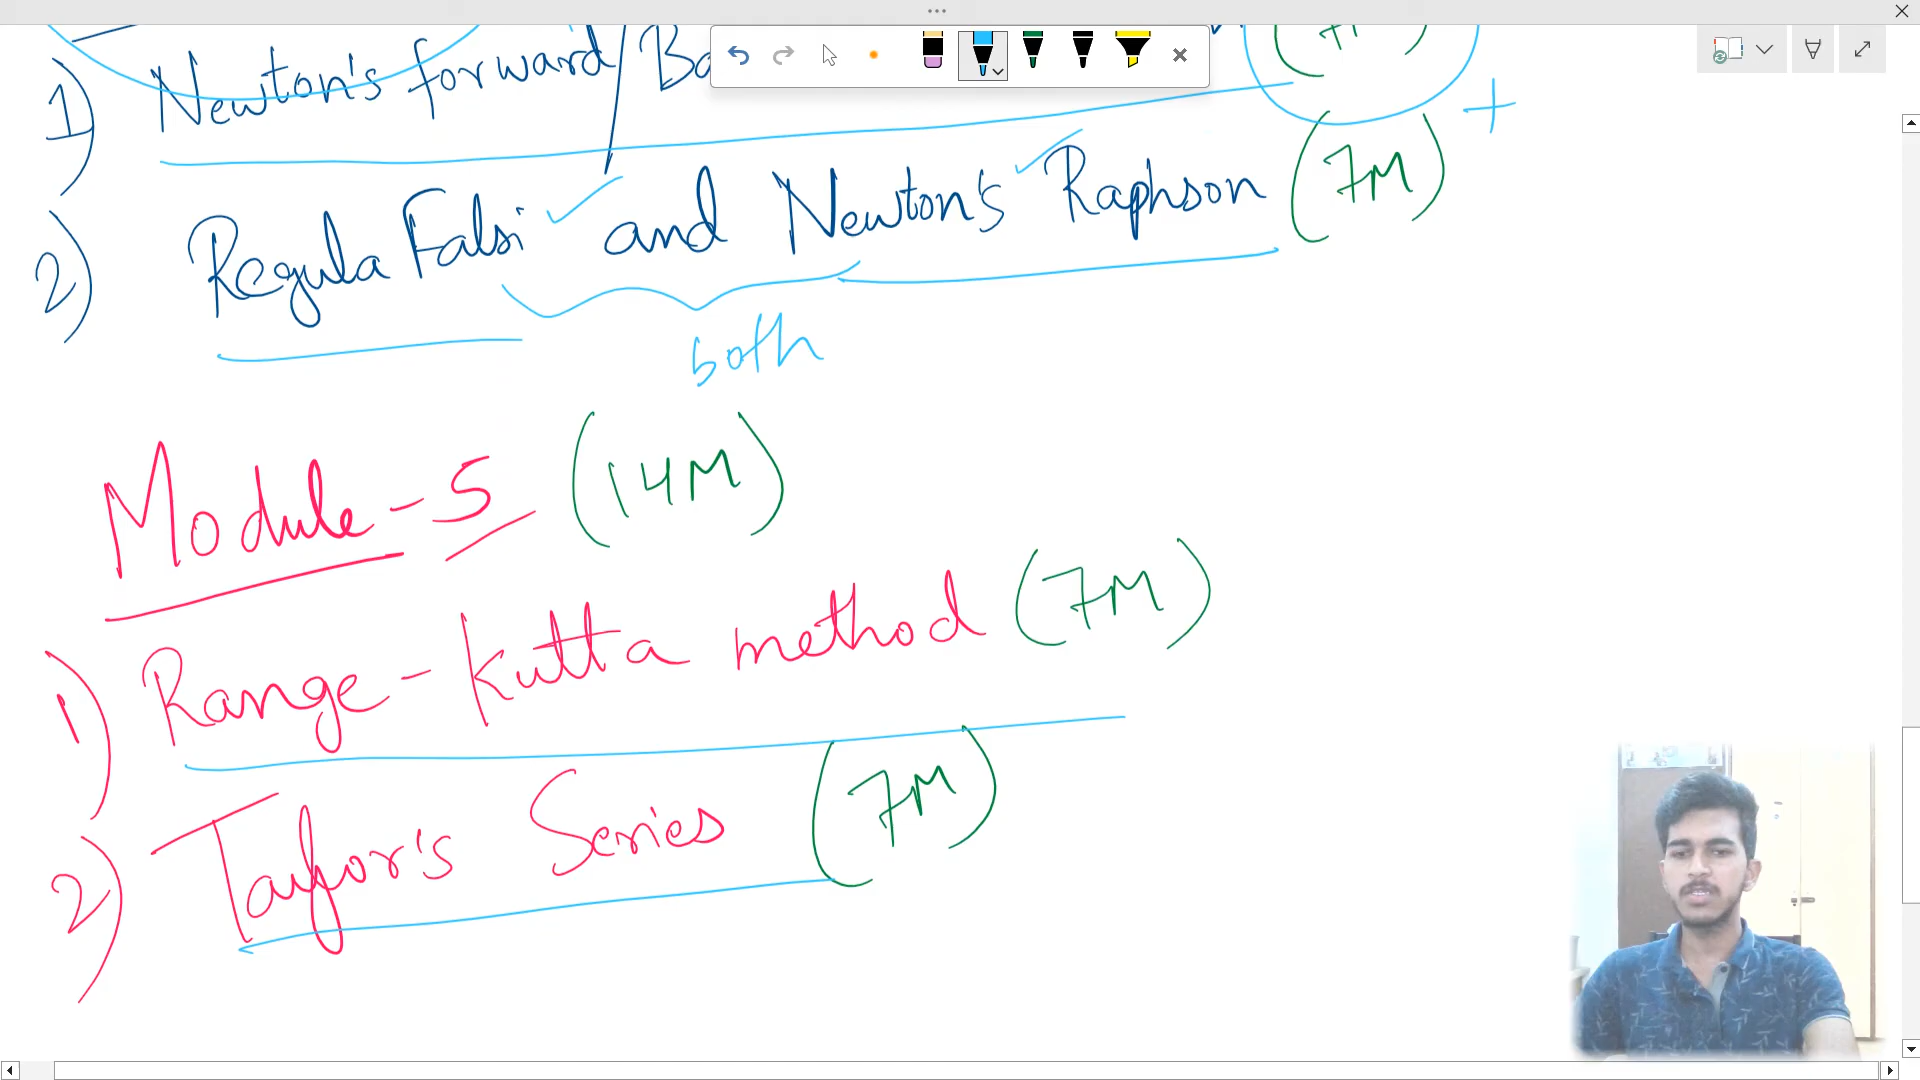 1) Newton's forward/Ba
2) Regula Falsi and Newton's Raphson (7M)
both
Module-5 (14M)
1) Range-Kutta method (7M)
2) Taylor's Series (7M)